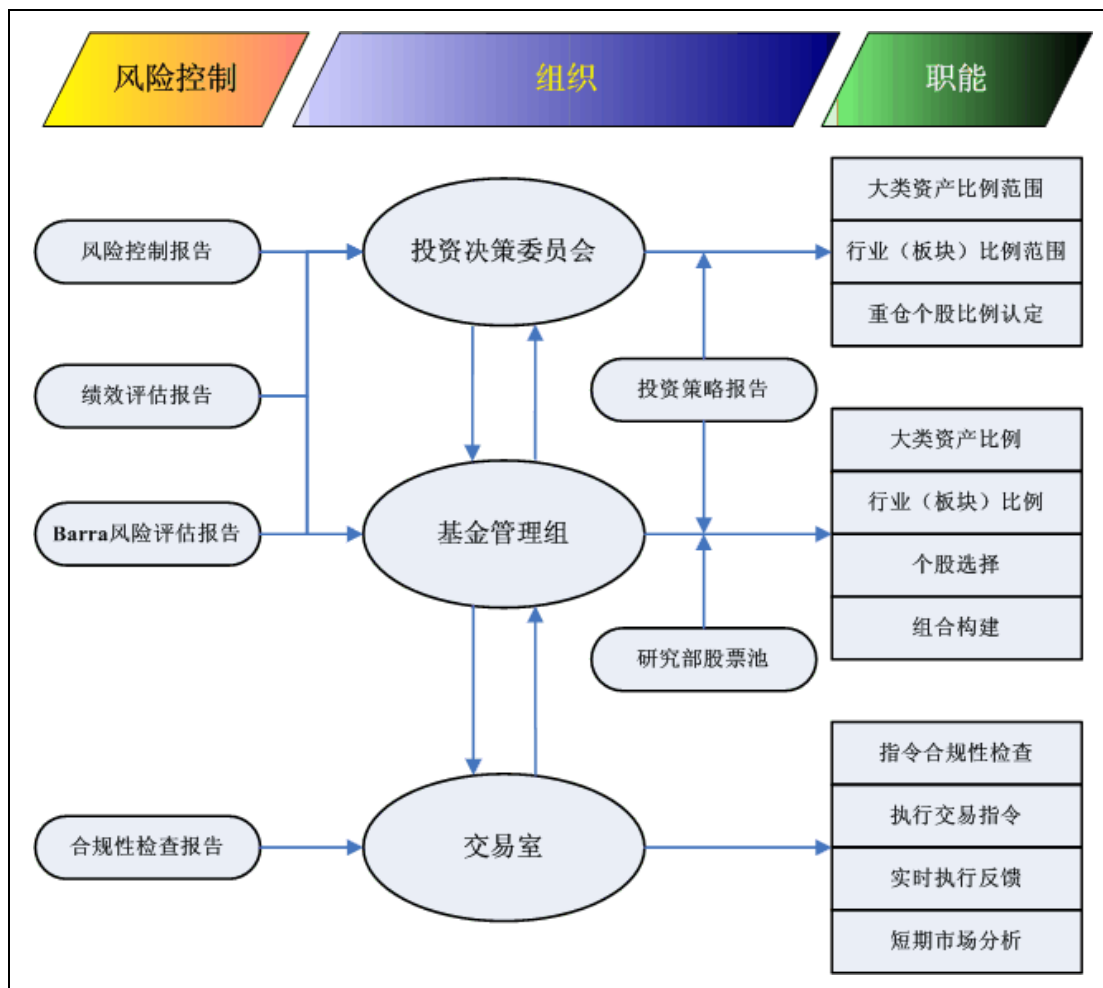 风险控制
组织
职能
风险控制报告
绩效评估报告
Barra风险评估报告
合规性检查报告
投资决策委员会
基金管理组
交易室
投资策略报告
研究部股票池
大类资产比例范围
行业（板块）比例范围
重仓个股比例认定
大类资产比例
行业（板块）比例
个股选择
组合构建
指令合规性检查
执行交易指令
实时执行反馈
短期市场分析